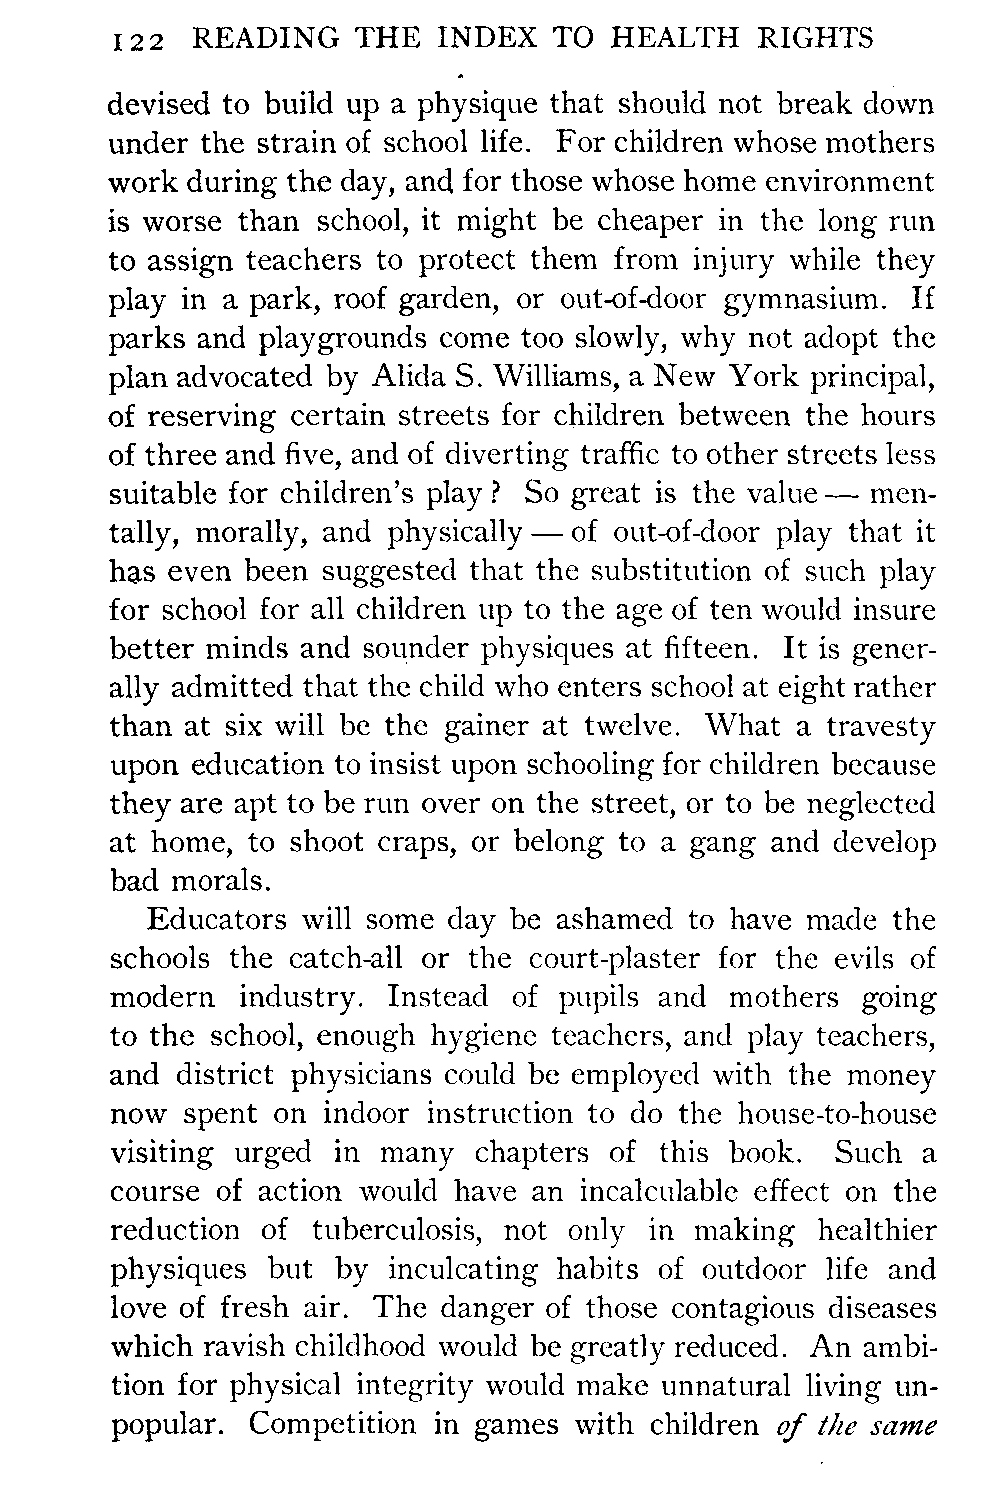 122 READING THE INDEX TO HEALTH RIGHTS
devised to build up a physique that should not break down
under the strain of school life. For children whose mothers
work during the day, and for those whose home environment
is worse than school, it might be cheaper in the long run
to assign teachers to protect them from injury while they
play in a park, roof garden, or out-of-door gymnasium. If
parks and playgrounds come too slowly, why not adopt the
plan advocated by Alida S. Williams, a New York principal,
of reserving certain streets for children between the hours
of three and five, and of diverting traffic to other streets less
suitable for children's play? So great is the value — men-
tally, morally, and physically — of out-of-door play that it
has even been suggested that the substitution of such play
for school for all children up to the age of ten would insure
better minds and sounder physiques at fifteen. It is gener-
ally admitted that the child who enters school at eight rather
than at six will be the gainer at twelve. What a travesty
upon education to insist upon schooling for children because
they are apt to be run over on the street, or to be neglected
at home, to shoot craps, or belong to a gang and develop
bad morals.
Educators will some day be ashamed to have made the
schools the catch-all or the court-plaster for the evils of
modern industry. Instead of pupils and mothers going
to the school, enough hygiene teachers, and play teachers,
and district physicians could be employed with the money
now spent on indoor instruction to do the house-to-house
visiting urged in many chapters of this book. Such a
course of action would have an incalculable effect on the
reduction of tuberculosis, not only in making healthier
physiques but by inculcating habits of outdoor life and
love of fresh air. The danger of those contagious diseases
which ravish childhood would be greatly reduced. An ambi-
tion for physical integrity would make unnatural living un-
popular. Competition in games with children of the same